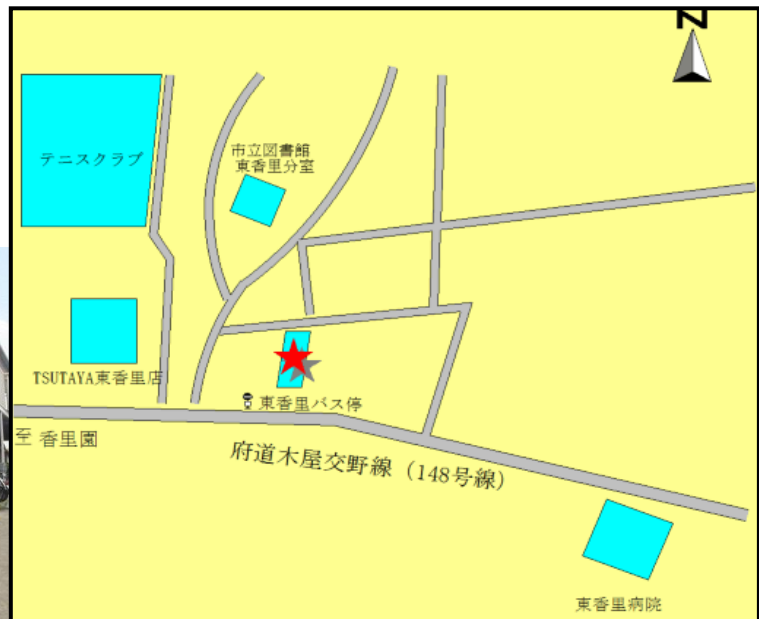 N
テニスクラブ
市立図書館
東香里分室
TSUTAYA東香里店
東香里バス停
至 香里園
府道木屋交野線（148号線）
東香里病院